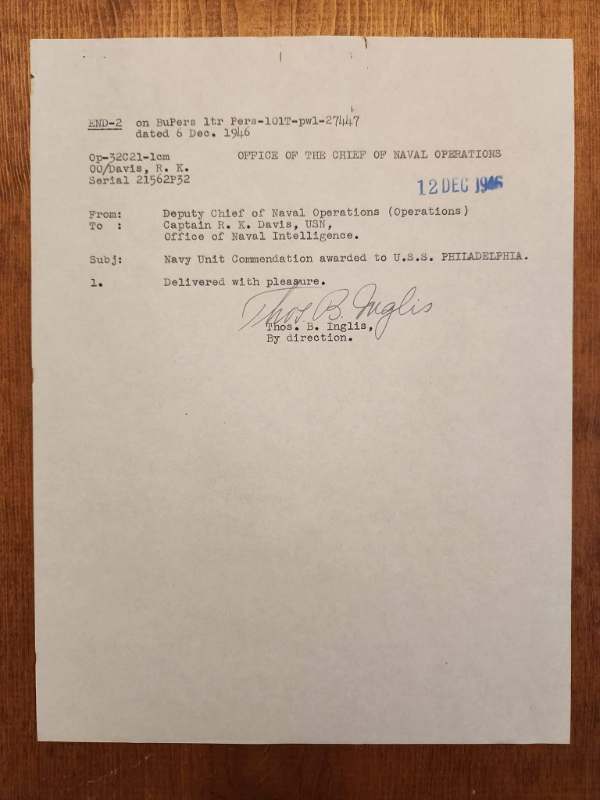 END-2 on BuPers ltr Pers-101T-pwl-27447
dated 6 Dec. 1946
Op-32C21-lcm OFFICE OF THE CHIEF OF NAVAL OPERATIONS
OO/Davis, R. K.
Serial 21562P32
12 DEC 1946
From: Deputy Chief of Naval Operations (Operations)
To : Captain R. K. Davis, USN,
Office of Naval Intelligence.
Subj: Navy Unit Commendation awarded to U.S.S. PHILADELPHIA.
1. Delivered with pleasure.
Thos B. Inglis
Thos. B. Inglis,
By direction.